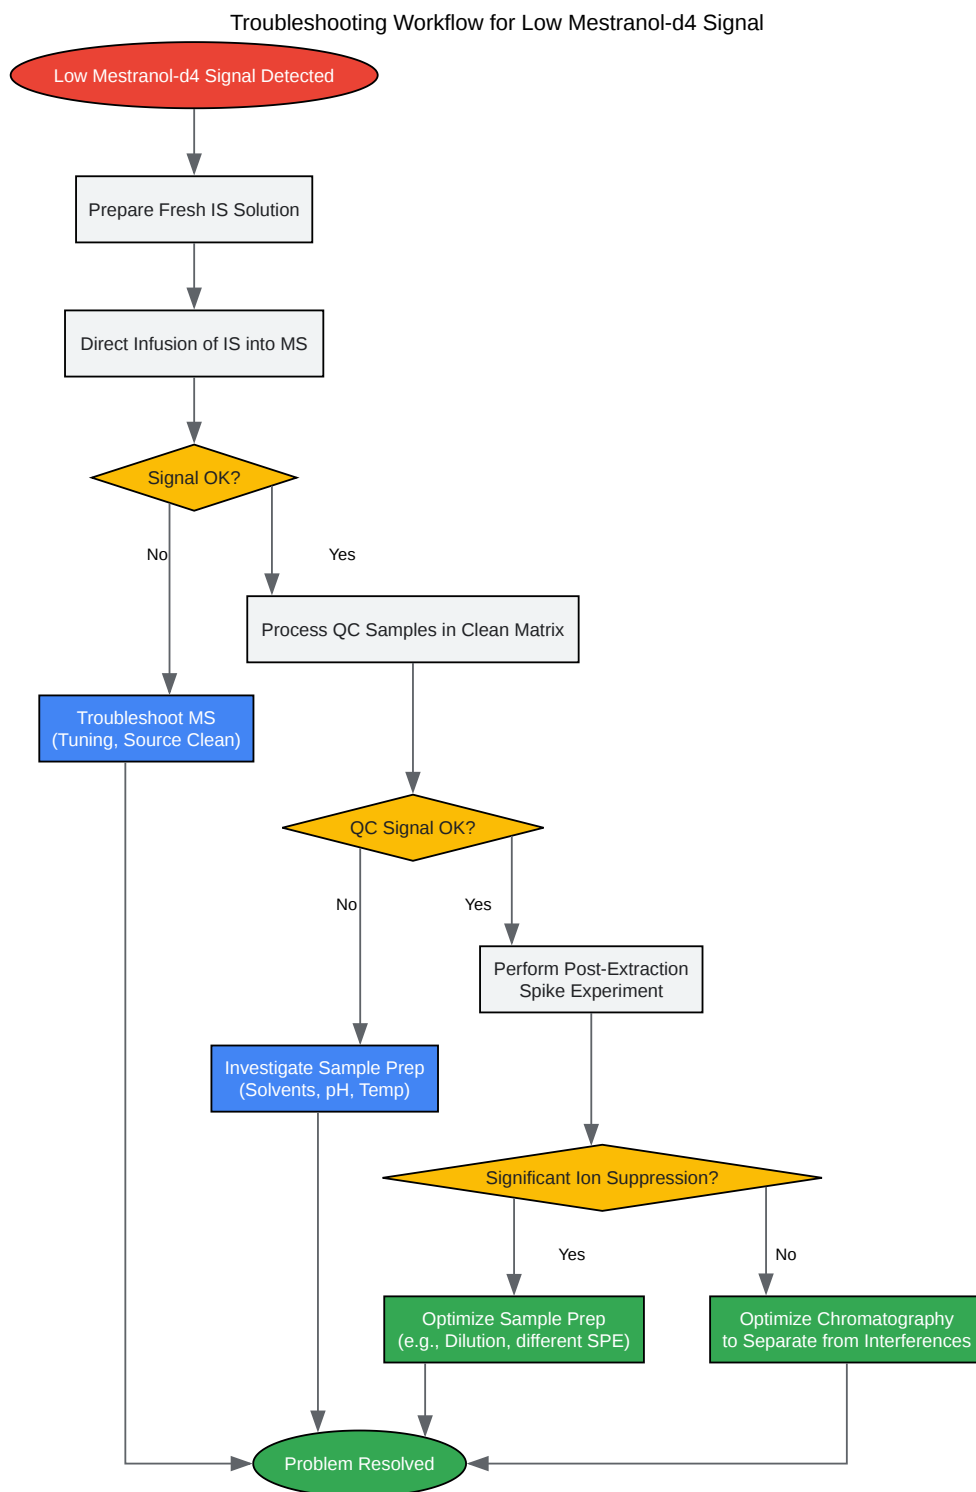 Troubleshooting Workflow for Low Mestranol-d4 Signal
Low Mestranol-d4 Signal Detected
Prepare Fresh IS Solution
Direct Infusion of IS into MS
Signal OK?
No
Yes
Process QC Samples in Clean Matrix
Troubleshoot MS
(Tuning, Source Clean)
QC Signal OK?
No
Yes
Perform Post-Extraction
Spike Experiment
Investigate Sample Prep
(Solvents, pH, Temp)
Significant Ion Suppression?
Yes
No
Optimize Sample Prep
(e.g., Dilution, different SPE)
Optimize Chromatography
to Separate from Interferences
Problem Resolved